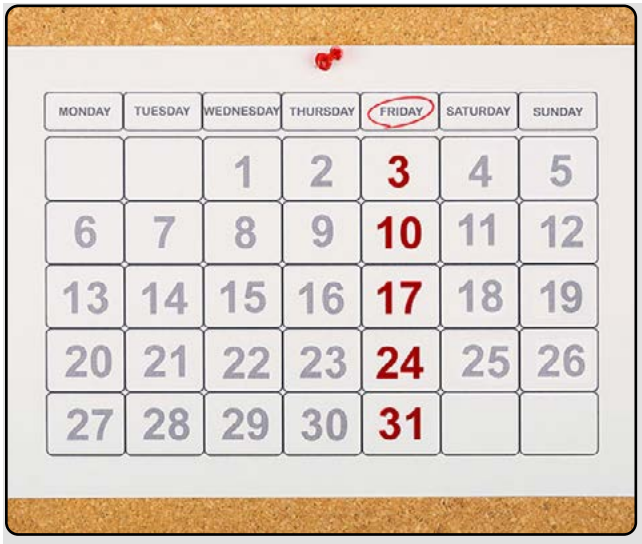 MONDAY TUESDAY WEDNESDAY THURSDAY FRIDAY SATURDAY SUNDAY
1 2 3 4 5
6 7 8 9 10 11 12
13 14 15 16 17 18 19
20 21 22 23 24 25 26
27 28 29 30 31